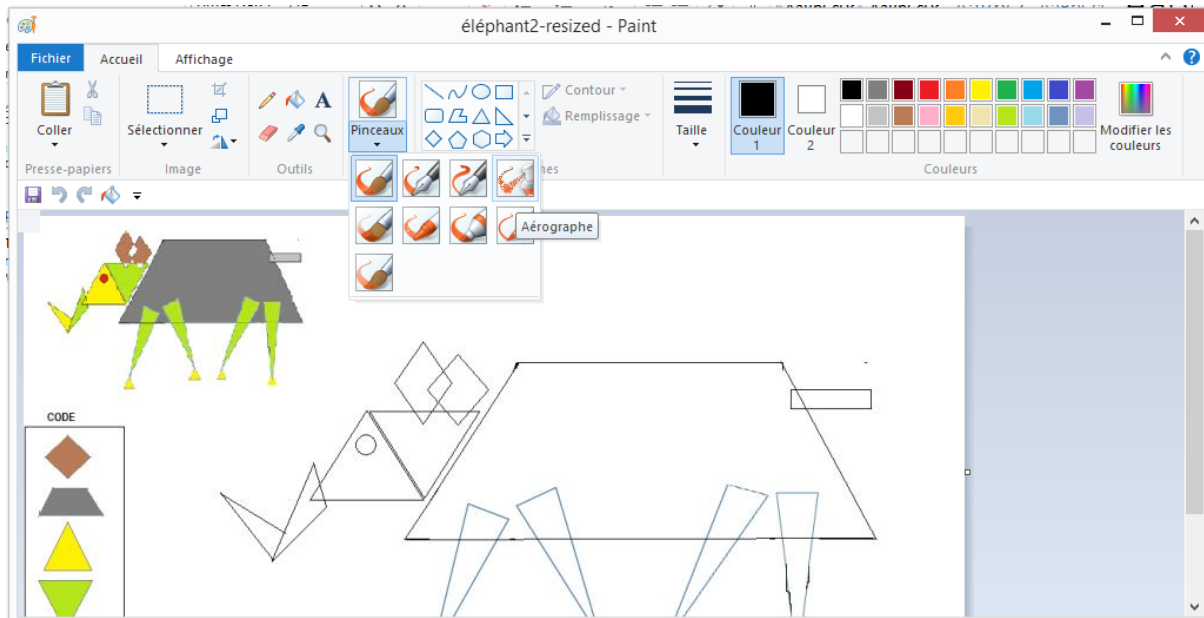 éléphant2-resized - Paint
Fichier Accueil Affichage
Coller
Sélectionner
Pinceaux
Contour
Remplissage
Taille
Couleur 1
Couleur 2
Modifier les couleurs
Presse-papiers Image Outils Couleurs
Aérographe
CODE